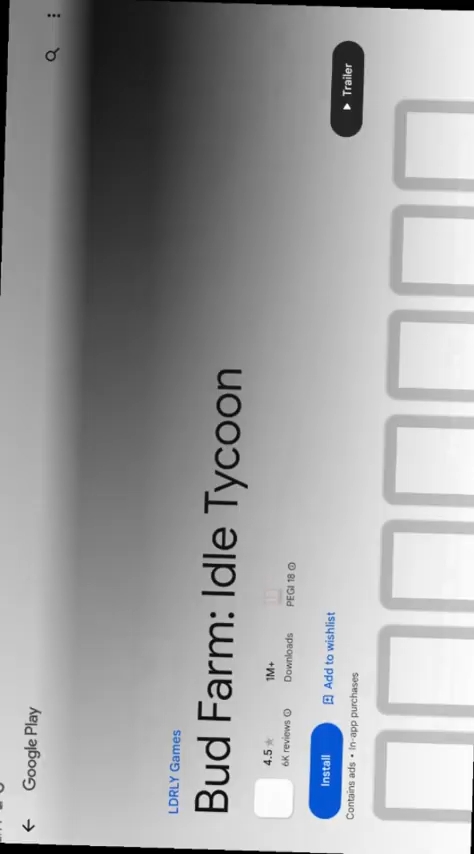 Google Play
LDRLY Games
Bud Farm: Idle Tycoon
4.5
6K reviews
1M+
Downloads
PEGI 18
Install
Add to wishlist
Contains ads • In-app purchases
Trailer